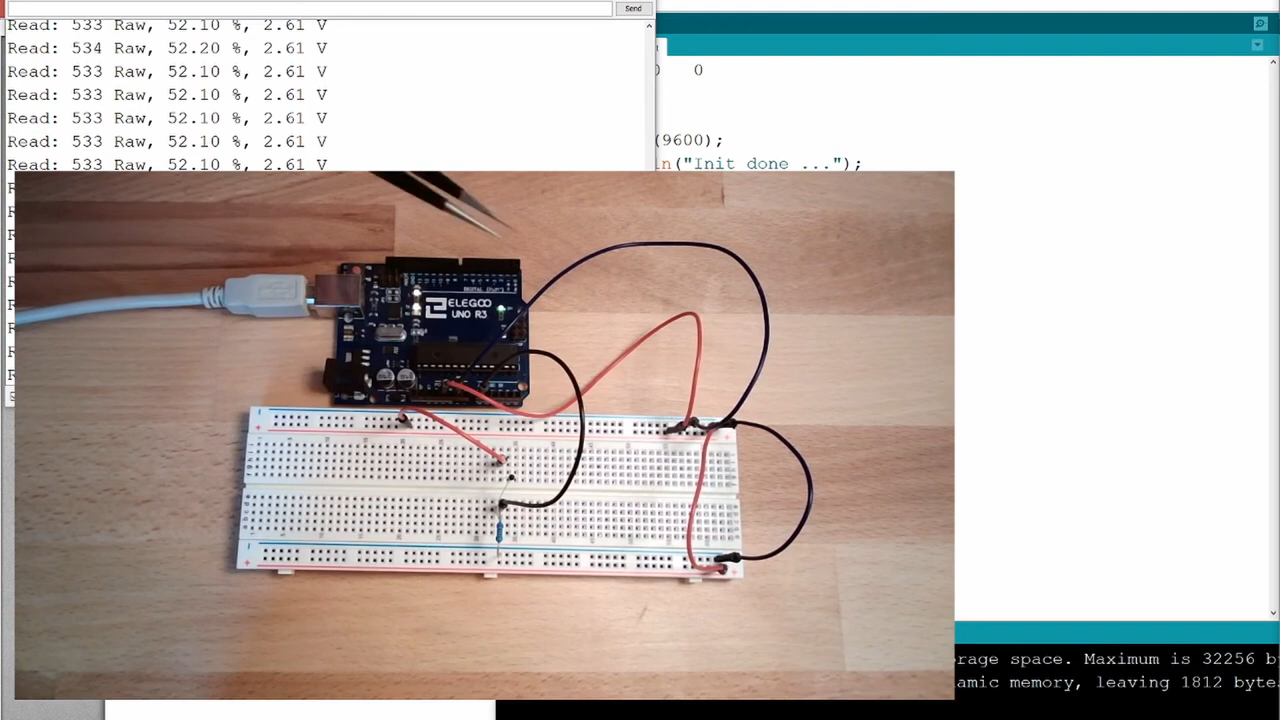 Send
Read: 533 Raw, 52.10 %, 2.61 V
Read: 534 Raw, 52.20 %, 2.61 V
Read: 533 Raw, 52.10 %, 2.61 V
Read: 533 Raw, 52.10 %, 2.61 V
Read: 533 Raw, 52.10 %, 2.61 V
Read: 533 Raw, 52.10 %, 2.61 V
Read: 533 Raw, 52.10 %, 2.61 V
0
(9600);
("Init done ...");
ELEGOO
UNO R3
space. Maximum is 32256
memory, leaving 1812